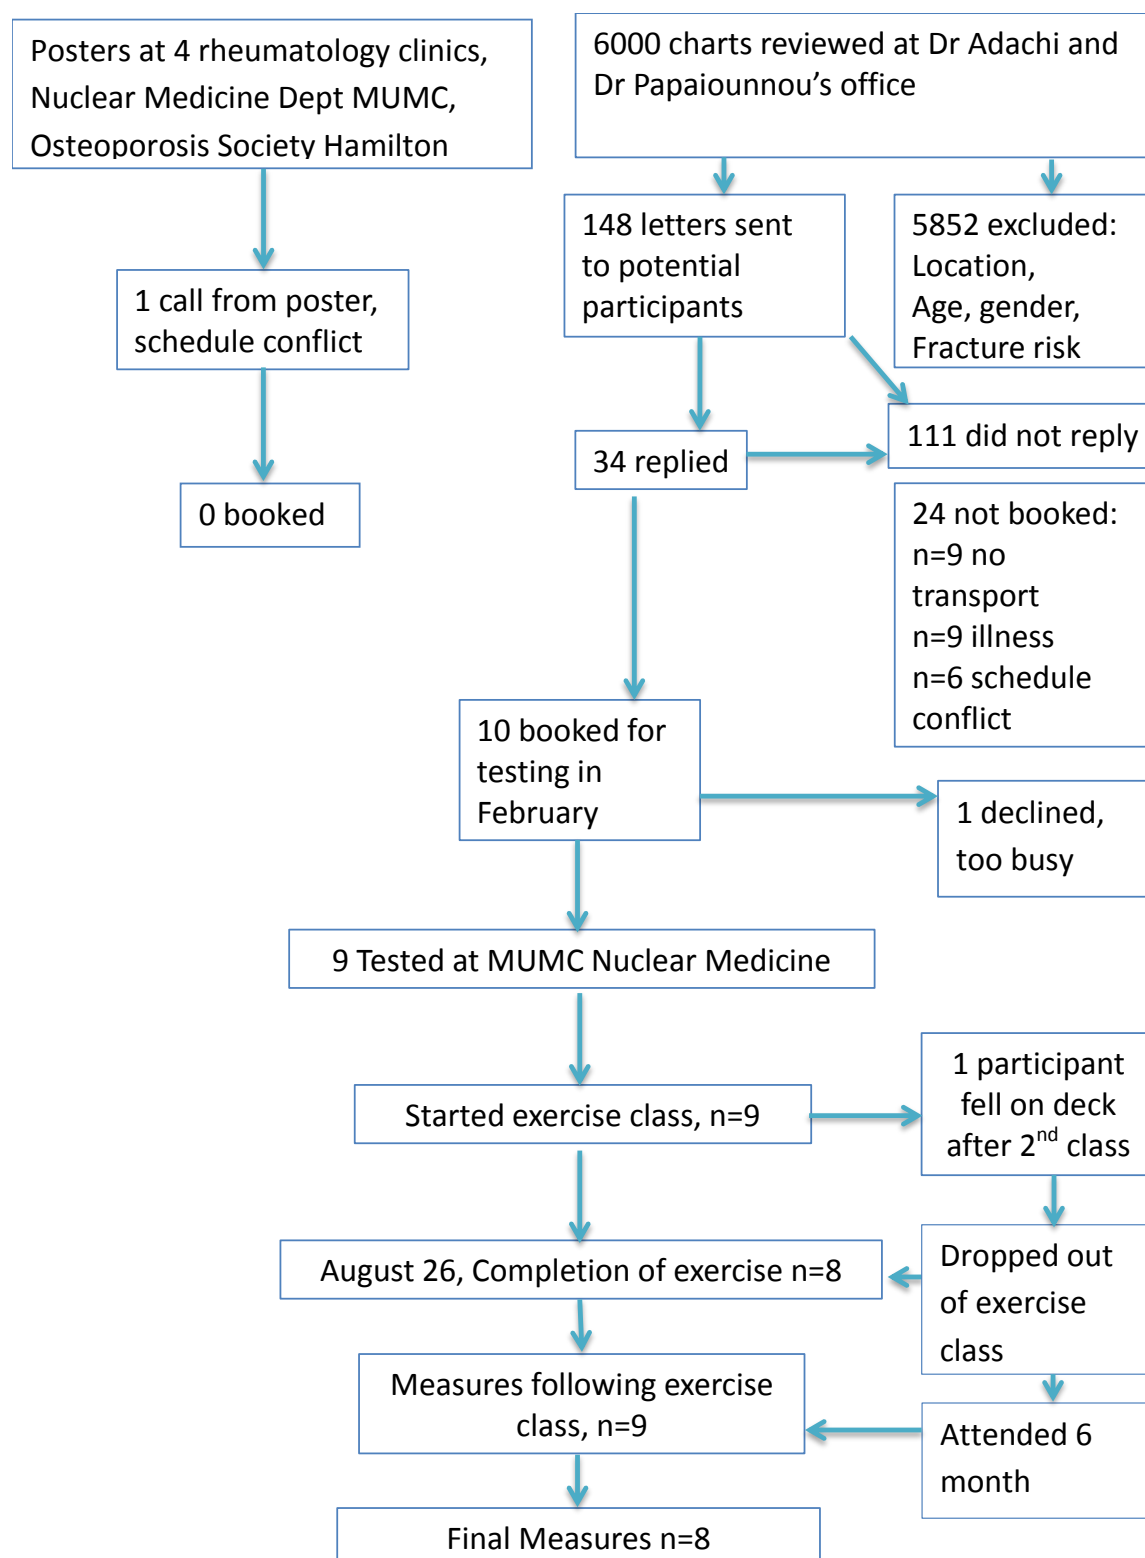 Posters at 4 rheumatology clinics,
Nuclear Medicine Dept MUMC,
Osteoporosis Society Hamilton
6000 charts reviewed at Dr Adachi and
Dr Papaiounnou’s office
148 letters sent
to potential
participants
5852 excluded:
Location,
Age, gender,
Fracture risk
1 call from poster,
schedule conflict
111 did not reply
34 replied
0 booked
24 not booked:
n=9 no
transport
n=9 illness
n=6 schedule
conflict
10 booked for
testing in
February
1 declined,
too busy
9 Tested at MUMC Nuclear Medicine
Started exercise class, n=9
1 participant
fell on deck
after 2nd class
August 26, Completion of exercise n=8
Dropped out
of exercise
class
Measures following exercise
class, n=9
Attended 6
month
Final Measures n=8